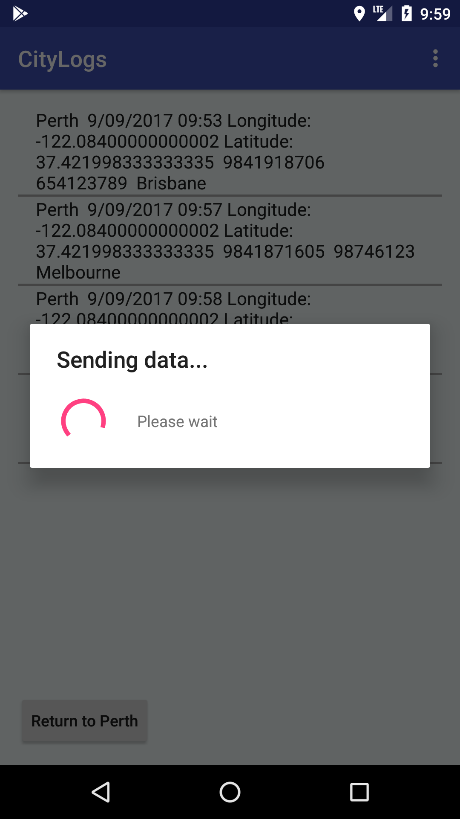 LTE 9:59
CityLogs
Perth 9/09/2017 09:53 Longitude:
-122.08400000000002 Latitude:
37.421998333333335 9841918706
654123789 Brisbane
Perth 9/09/2017 09:57 Longitude:
-122.08400000000002 Latitude:
37.421998333333335 9841871605 98746123
Melbourne
Perth 9/09/2017 09:58 Longitude:
-122.08400000000002 Latitude:
Sending data...
Please wait
Return to Perth